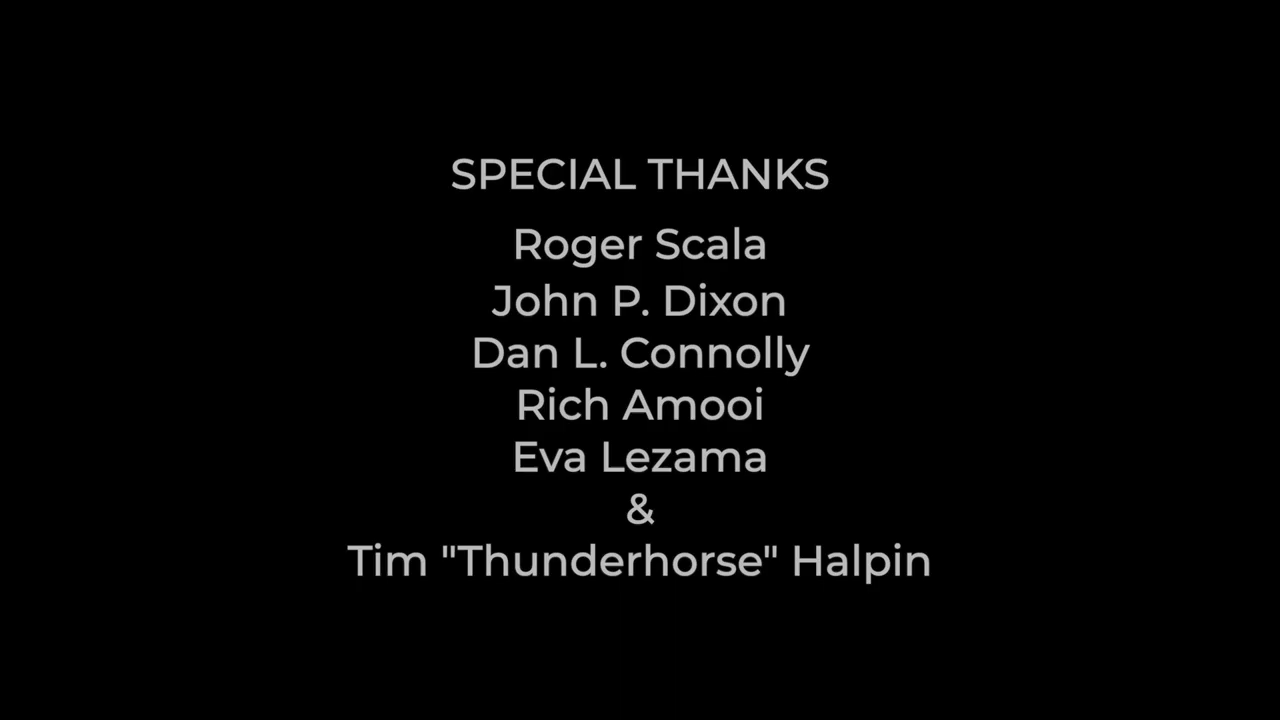 SPECIAL THANKS
Roger Scala
John P. Dixon
Dan L. Connolly
Rich Amooi
Eva Lezama
&
Tim "Thunderhorse" Halpin